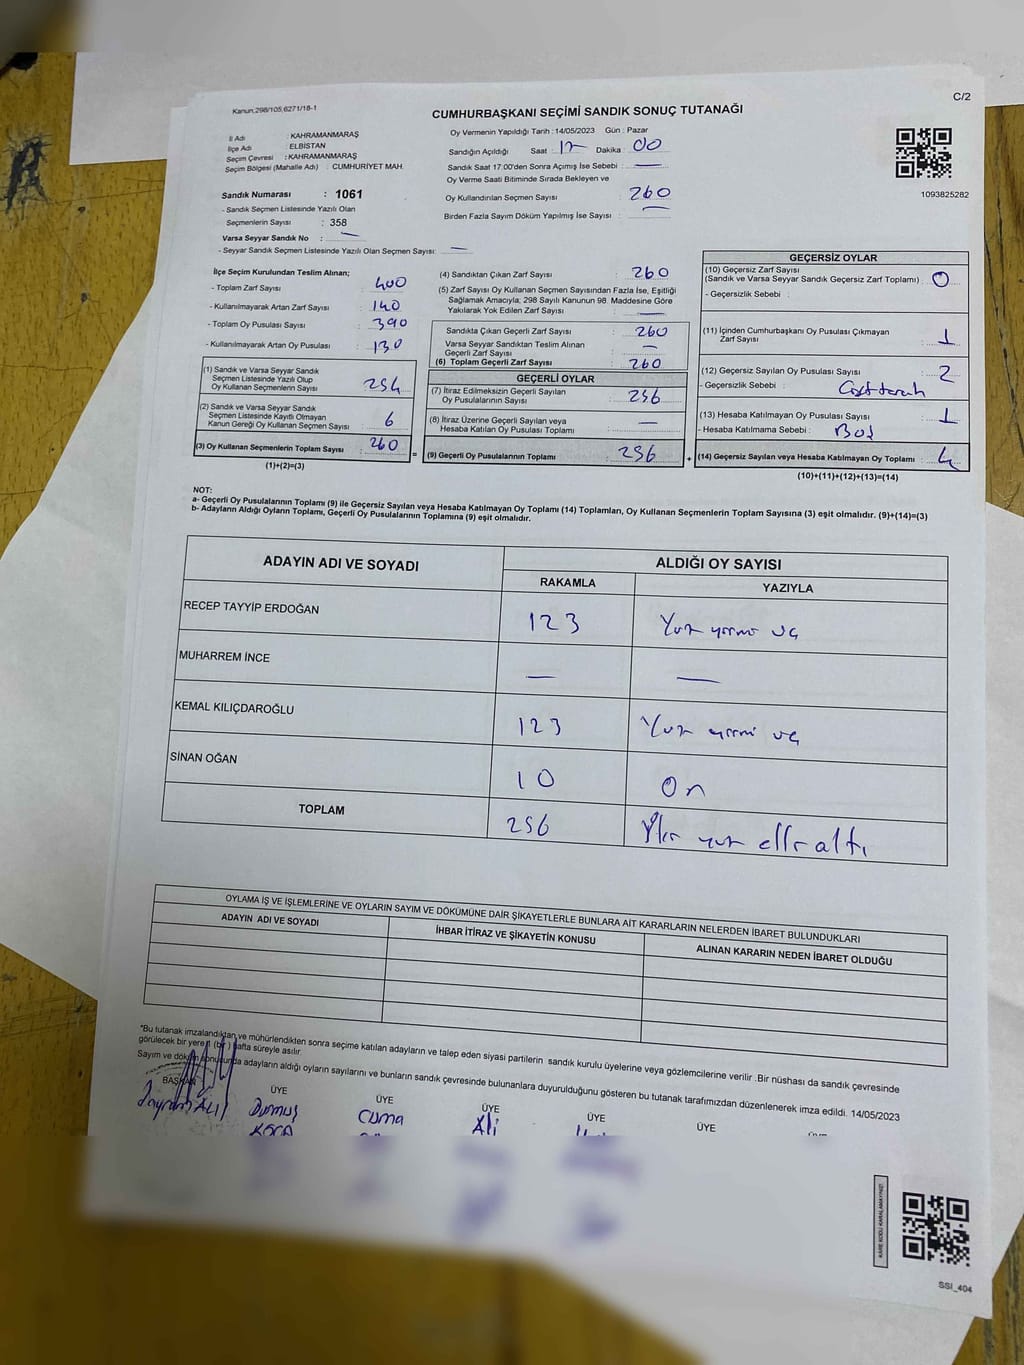 C/2
Kanun;298/105,6271/18-1
CUMHURBAŞKANI SEÇİMİ SANDIK SONUÇ TUTANAĞI
İl Adı : KAHRAMANMARAŞ
İlçe Adı : ELBİSTAN
Seçim Çevresi : KAHRAMANMARAŞ
Seçim Bölgesi (Mahalle Adı) : CUMHURİYET MAH.
Oy Vermenin Yapıldığı Tarih : 14/05/2023 Gün : Pazar
Sandığın Açıldığı Saat : 17 Dakika : 00
Sandık Saat 17:00'den Sonra Açımış İse Sebebi : —
Oy Verme Saati Bitiminde Sırada Bekleyen ve
Oy Kullandırılan Seçmen Sayısı : 260
Birden Fazla Sayım Döküm Yapılmış İse Sayısı : —
1093825282
Sandık Numarası : 1061
- Sandık Seçmen Listesinde Yazılı Olan
Seçmenlerin Sayısı : 358
Varsa Seyyar Sandık No : —
- Seyyar Sandık Seçmen Listesinde Yazılı Olan Seçmen Sayısı: —
İlçe Seçim Kurulundan Teslim Alınan;
- Toplam Zarf Sayısı : 400
- Kullanılmayarak Artan Zarf Sayısı : 140
- Toplam Oy Pusulası Sayısı : 390
- Kullanılmayarak Artan Oy Pusulası : 130
(1) Sandık ve Varsa Seyyar Sandık
Seçmen Listesinde Yazılı Olup
Oy Kullanan Seçmenlerin Sayısı : 254
(2) Sandık ve Varsa Seyyar Sandık
Seçmen Listesinde Kayıtlı Olmayan
Kanun Gereği Oy Kullanan Seçmen Sayısı : 6
(3) Oy Kullanan Seçmenlerin Toplam Sayısı : 260
(1)+(2)=(3)
(4) Sandıktan Çıkan Zarf Sayısı : 260
(5) Zarf Sayısı Oy Kullanan Seçmen Sayısından Fazla İse, Eşitliği
Sağlamak Amacıyla; 298 Sayılı Kanunun 98. Maddesine Göre
Yakılarak Yok Edilen Zarf Sayısı : —
Sandıkta Çıkan Geçerli Zarf Sayısı : 260
Varsa Seyyar Sandıktan Teslim Alınan
Geçerli Zarf Sayısı : —
(6) Toplam Geçerli Zarf Sayısı : 260
GEÇERLİ OYLAR
(7) İtiraz Edilmeksizin Geçerli Sayılan
Oy Pusulalarının Sayısı : 256
(8) İtiraz Üzerine Geçerli Sayılan veya
Hesaba Katılan Oy Pusulası Toplamı : —
= (9) Geçerli Oy Pusulalarının Toplamı : 256 +
GEÇERSİZ OYLAR
(10) Geçersiz Zarf Sayısı
(Sandık ve Varsa Seyyar Sandık Geçersiz Zarf Toplamı) : 0
- Geçersizlik Sebebi :
(11) İçinden Cumhurbaşkanı Oy Pusulası Çıkmayan
Zarf Sayısı : 1
(12) Geçersiz Sayılan Oy Pusulası Sayısı : 2
- Geçersizlik Sebebi :
(13) Hesaba Katılmayan Oy Pusulası Sayısı : 1
- Hesaba Katılmama Sebebi : Boş
(14) Geçersiz Sayılan veya Hesaba Katılmayan Oy Toplamı : 4
(10)+(11)+(12)+(13)=(14)
NOT:
a- Geçerli Oy Pusulalarının Toplamı (9) ile Geçersiz Sayılan veya Hesaba Katılmayan Oy Toplamı (14) Toplamları, Oy Kullanan Seçmenlerin Toplam Sayısına (3) eşit olmalıdır. (9)+(14)=(3)
b- Adayların Aldığı Oyların Toplamı, Geçerli Oy Pusulalarının Toplamına (9) eşit olmalıdır.
ADAYIN ADI VE SOYADI ALDIĞI OY SAYISI
RAKAMLA YAZIYLA
RECEP TAYYİP ERDOĞAN 123 Yüz yirmi üç
MUHARREM İNCE — —
KEMAL KILIÇDAROĞLU 123 Yüz yirmi üç
SİNAN OĞAN 10 On
TOPLAM 256 İki yüz elli altı
OYLAMA İŞ VE İŞLEMLERİNE VE OYLARIN SAYIM VE DÖKÜMÜNE DAİR ŞİKAYETLERLE BUNLARA AİT KARARLARIN NELERDEN İBARET BULUNDUKLARI
ADAYIN ADI VE SOYADI İHBAR İTİRAZ VE ŞİKAYETİN KONUSU ALINAN KARARIN NEDEN İBARET OLDUĞU
*Bu tutanak imzalandıktan ve mühürlendikten sonra seçime katılan adayların ve talep eden siyasi partilerin sandık kurulu üyelerine veya gözlemcilerine verilir .Bir nüshası da sandık çevresinde
görülecek bir yere 1 (bir ) hafta süreyle asılır.
Sayım ve döküm sonucunda adayların aldığı oyların sayılarını ve bunların sandık çevresinde bulunanlara duyurulduğunu gösteren bu tutanak tarafımızdan düzenlenerek imza edildi. 14/05/2023
BAŞKAN ÜYE ÜYE ÜYE ÜYE ÜYE
Bayram ALI Durmuş Cuma Ali
KOCA
KARE KODU KARALAMAYINIZ!
SSI_404